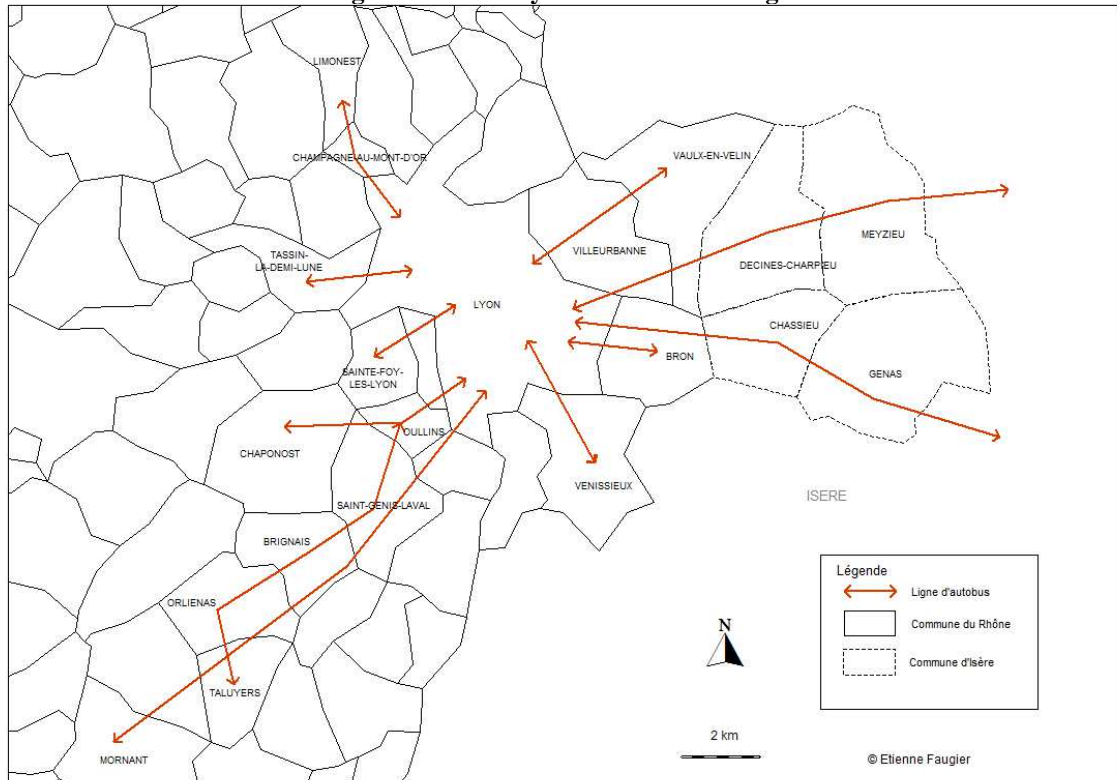 LIMONEST
CHAMPAGNE-AU-MONT-D'OR
VAULX-EN-VELIN
VILLEURBANNE
MEYZIEU
TASSIN-
LA-DEMI-LUNE
DECINES-CHARPIEU
LYON
CHASSIEU
BRON
GENAS
SAINTE-FOY-
LES-LYON
OULLINS
CHAPONOST
VENISSIEUX
ISERE
SAINT-GENIS-LAVAL
BRIGNAIS
ORLIENAS
TALUYERS
MORNANT
Légende
Ligne d'autobus
Commune du Rhône
Commune d'Isère
N
2 km
© Etienne Faugier